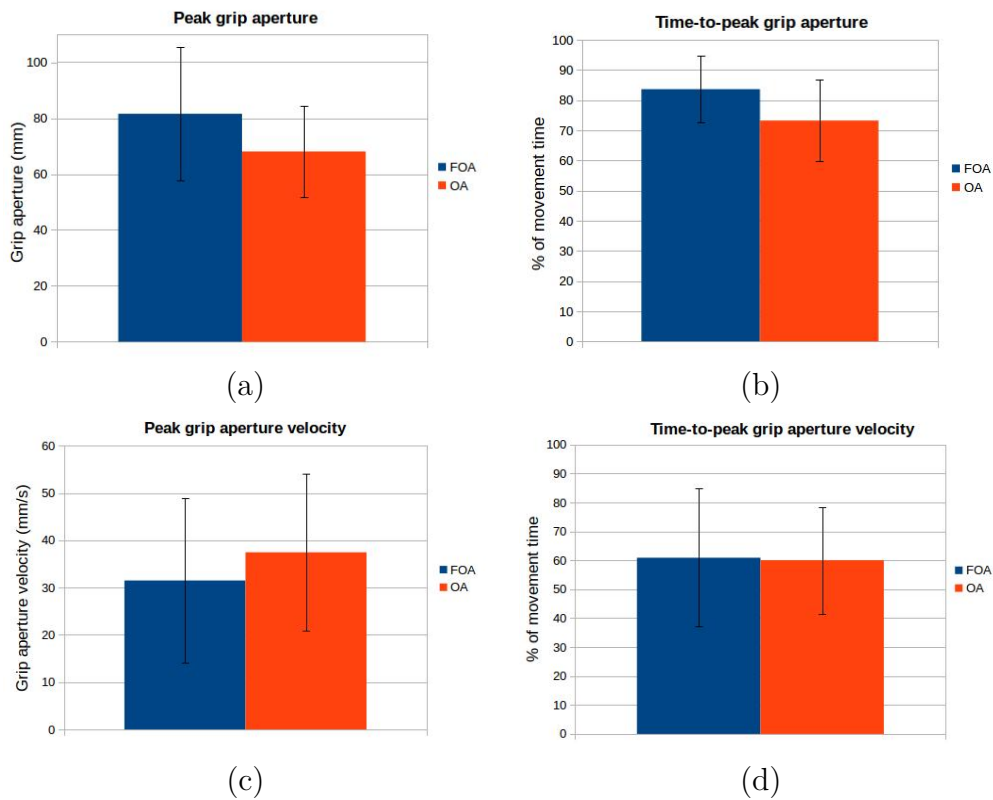 Peak grip aperture
Grip aperture (mm)
100
80
60
40
20
0
FOA
OA
(a)
Time-to-peak grip aperture
% of movement time
100
90
80
70
60
50
40
30
20
10
0
FOA
OA
(b)
Peak grip aperture velocity
Grip aperture velocity (mm/s)
60
50
40
30
20
10
0
FOA
OA
(c)
Time-to-peak grip aperture velocity
% of movement time
100
90
80
70
60
50
40
30
20
10
0
FOA
OA
(d)